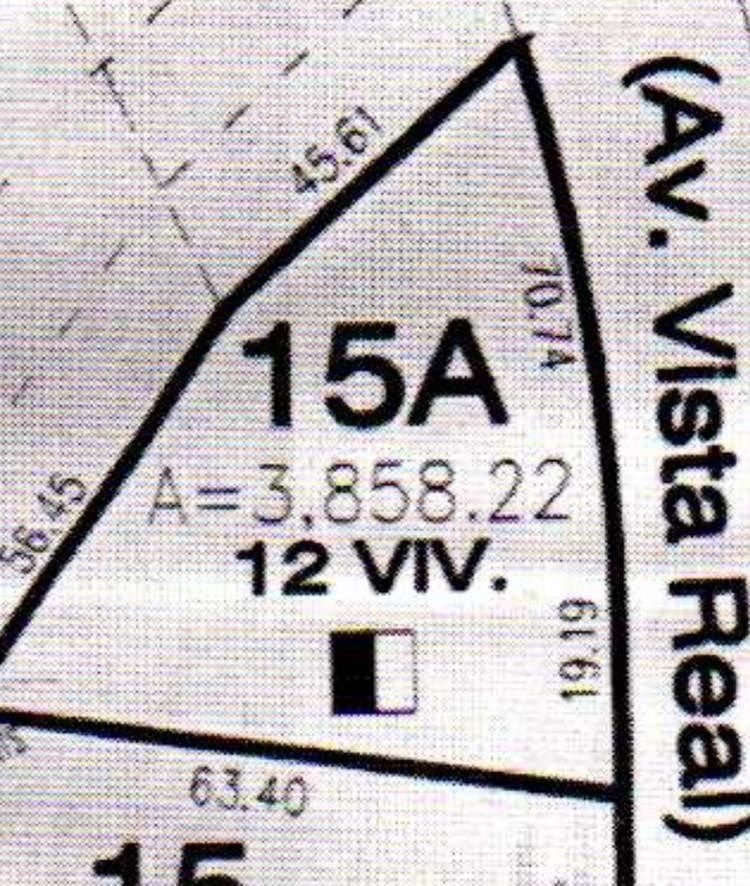 45.61
(Av. Vista Real)
70.74
15A
A=3,858.22
56.45
12 VIV.
19.19
63.40
15